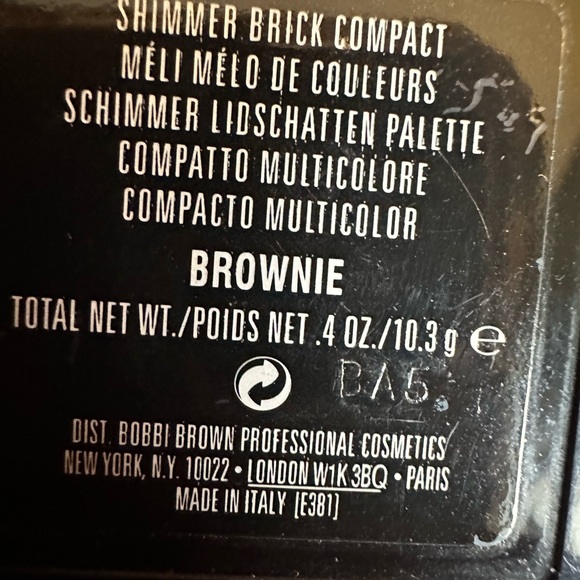 SHIMMER BRICK COMPACT
MÉLI MÉLO DE COULEURS
SCHIMMER LIDSCHATTEN PALETTE
COMPATTO MULTICOLORE
COMPACTO MULTICOLOR
BROWNIE
TOTAL NET WT./POIDS NET .4 OZ./10.3 g e
BA5
DIST. BOBBI BROWN PROFESSIONAL COSMETICS
NEW YORK, N.Y. 10022 • LONDON W1K 3BQ • PARIS
MADE IN ITALY [E381]